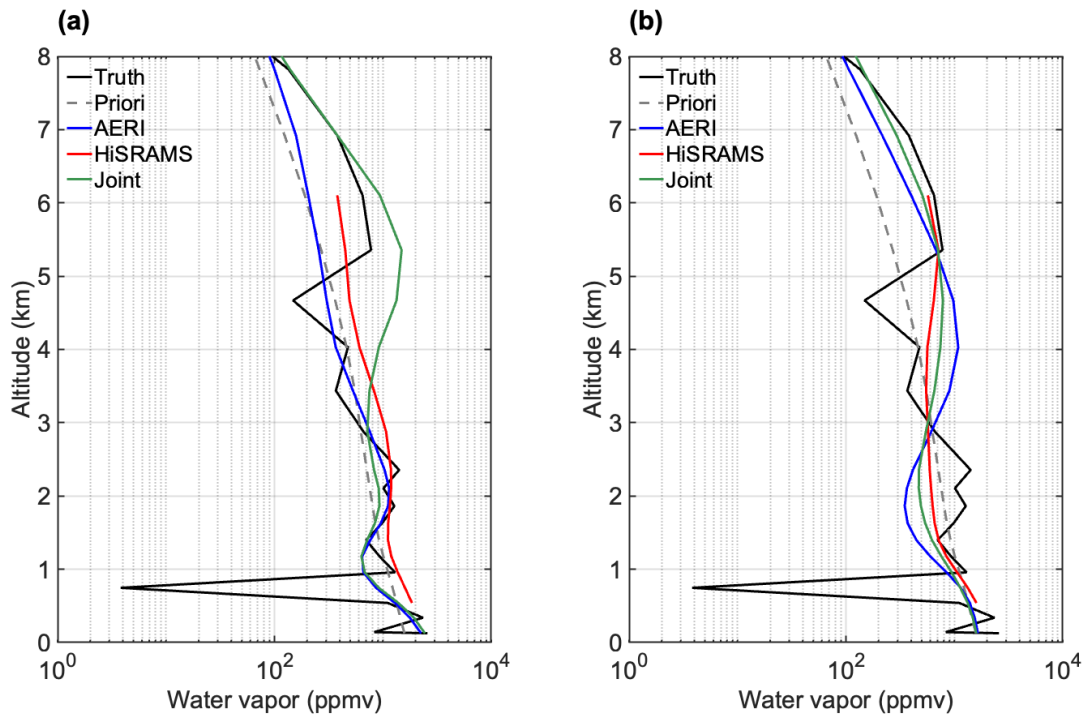 (a)
8
7
6
5
4
3
2
1
0
Altitude (km)
Truth
Priori
AERI
HiSRAMS
Joint
10^0
10^2
10^4
Water vapor (ppmv)
(b)
8
7
6
5
4
3
2
1
0
Altitude (km)
Truth
Priori
AERI
HiSRAMS
Joint
10^0
10^2
10^4
Water vapor (ppmv)